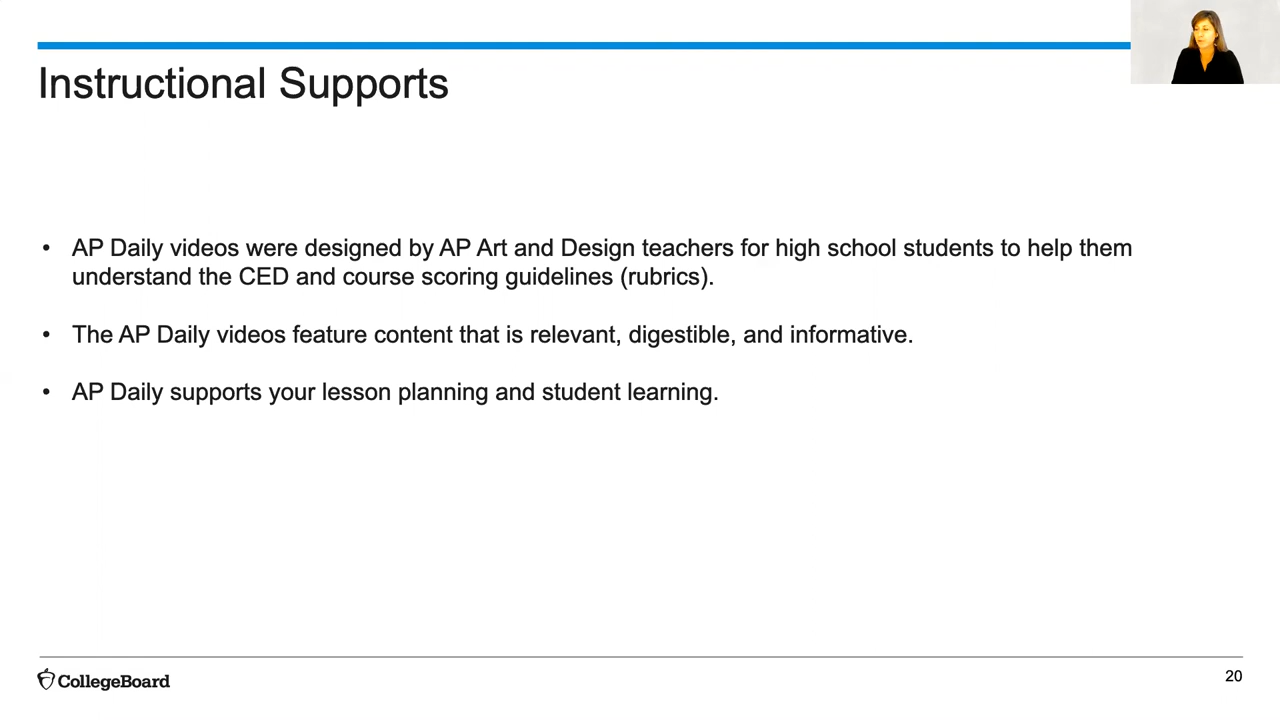 Instructional Supports
• AP Daily videos were designed by AP Art and Design teachers for high school students to help them
understand the CED and course scoring guidelines (rubrics).
• The AP Daily videos feature content that is relevant, digestible, and informative.
• AP Daily supports your lesson planning and student learning.
CollegeBoard
20